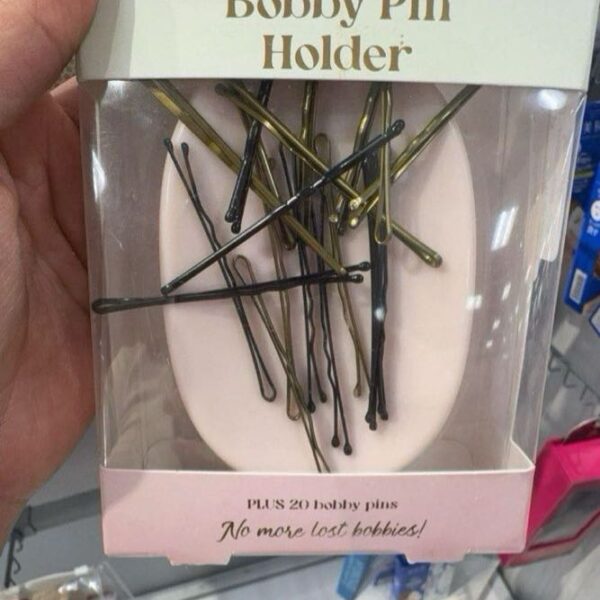 Bobby Pin
Holder
PLUS 20 bobby pins
No more lost bobbies!